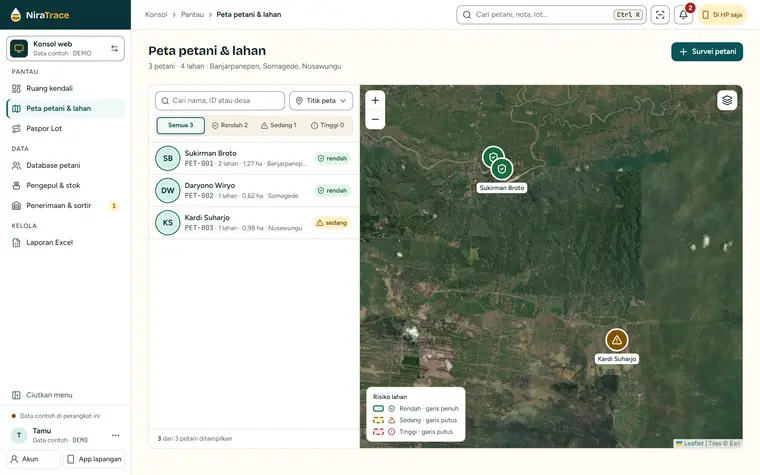 NiraTrace
Konsol > Pantau > Peta petani & lahan
Cari petani, nota, lot...
Ctrl K
2
Di HP saja
Konsol web
Data contoh · DEMO
PANTAU
Ruang kendali
Peta petani & lahan
Paspor Lot
DATA
Database petani
Pengepul & stok
Penerimaan & sortir
1
KELOLA
Laporan Excel
Ciutkan menu
Data contoh di perangkat ini
T
Tamu
Data contoh · DEMO
Akun
App lapangan
Peta petani & lahan
3 petani · 4 lahan · Banjarpanepen, Somagede, Nusawungu
+ Survei petani
Cari nama, ID atau desa
Titik peta
Semua 3
Rendah 2
Sedang 1
Tinggi 0
SB
Sukirman Broto
PET-001 · 2 lahan · 1,27 ha · Banjarpanep...
rendah
DW
Daryono Wiryo
PET-002 · 1 lahan · 0,62 ha · Somagede
rendah
KS
Kardi Suharjo
PET-003 · 1 lahan · 0,98 ha · Nusawungu
sedang
3 dari 3 petani ditampilkan
+
−
Sukirman Broto
Kardi Suharjo
Risiko lahan
Rendah · garis penuh
Sedang · garis putus
Tinggi · garis putus
Leaflet | Tiles © Esri